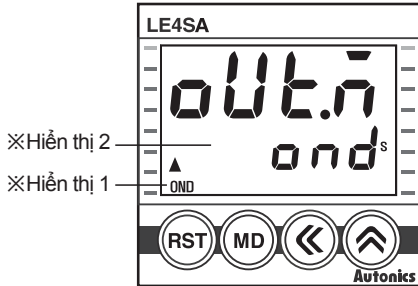 LE4SA
oUt.m
※Hiển thị 2
ond s
※Hiển thị 1
OND
RST MD
Autonics